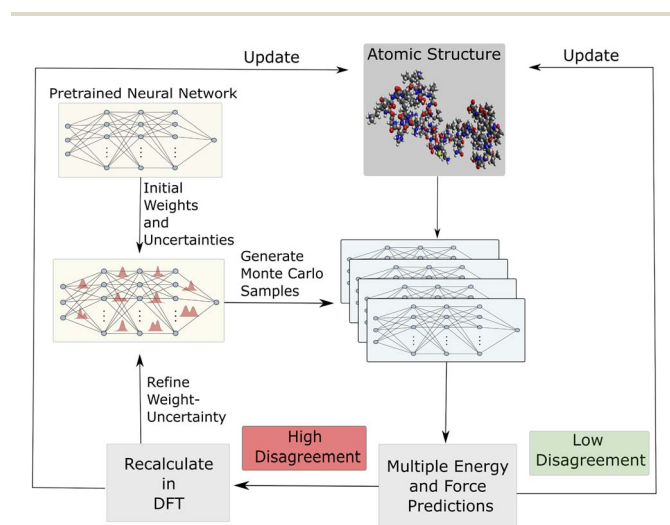 Update
Atomic Structure
Update
Pretrained Neural Network
Initial
Weights
and
Uncertainties
Generate
Monte Carlo
Samples
Refine
Weight-
Uncertainty
High
Disagreement
Low
Disagreement
Recalculate
in
DFT
Multiple Energy
and Force
Predictions